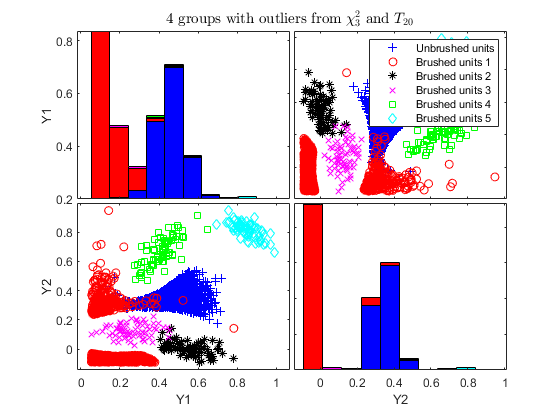 4 groups with outliers from χ₃² and T₂₀
0.8
0.6
0.4
0.2
Y1
Unbrushed units
Brushed units 1
Brushed units 2
Brushed units 3
Brushed units 4
Brushed units 5
0.8
0.6
0.4
0.2
0
Y2
0 0.2 0.4 0.6 0.8 1
Y1
0 0.2 0.4 0.6 0.8 1
Y2